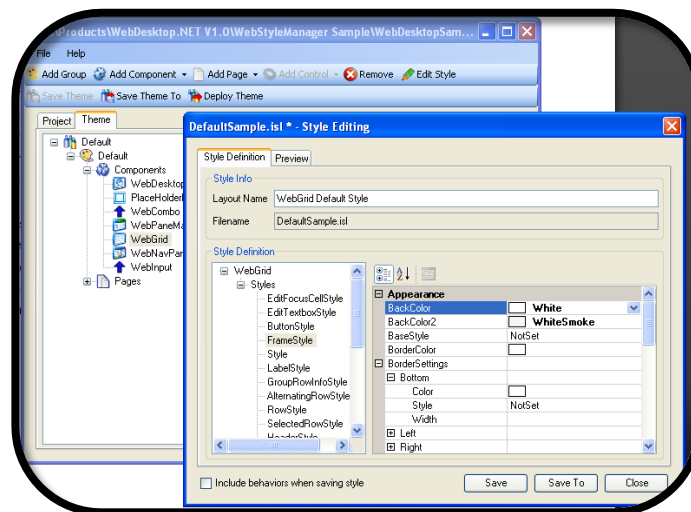 Products\WebDesktop.NET V1.0\WebStyleManager Sample\WebDesktopSam...
File Help
Add Group Add Component Add Page Add Control Remove Edit Style
Save Theme Save Theme To Deploy Theme
Project Theme
Default
Default
Components
WebDesktop
PlaceHolder
WebCombo
WebPaneMa
WebGrid
WebNavPan
WebInput
Pages
DefaultSample.isl * - Style Editing
Style Definition Preview
Style Info
Layout Name WebGrid Default Style
Filename DefaultSample.isl
Style Definition
WebGrid
Styles
EditFocusCellStyle
EditTextboxStyle
ButtonStyle
FrameStyle
Style
LabelStyle
GroupRowInfoStyle
AlternatingRowStyle
RowStyle
SelectedRowStyle
HeaderStyle
Appearance
BackColor White
BackColor2 WhiteSmoke
BaseStyle NotSet
BorderColor
BorderSettings
Bottom
Color
Style NotSet
Width
Left
Right
Include behaviors when saving style
Save Save To Close